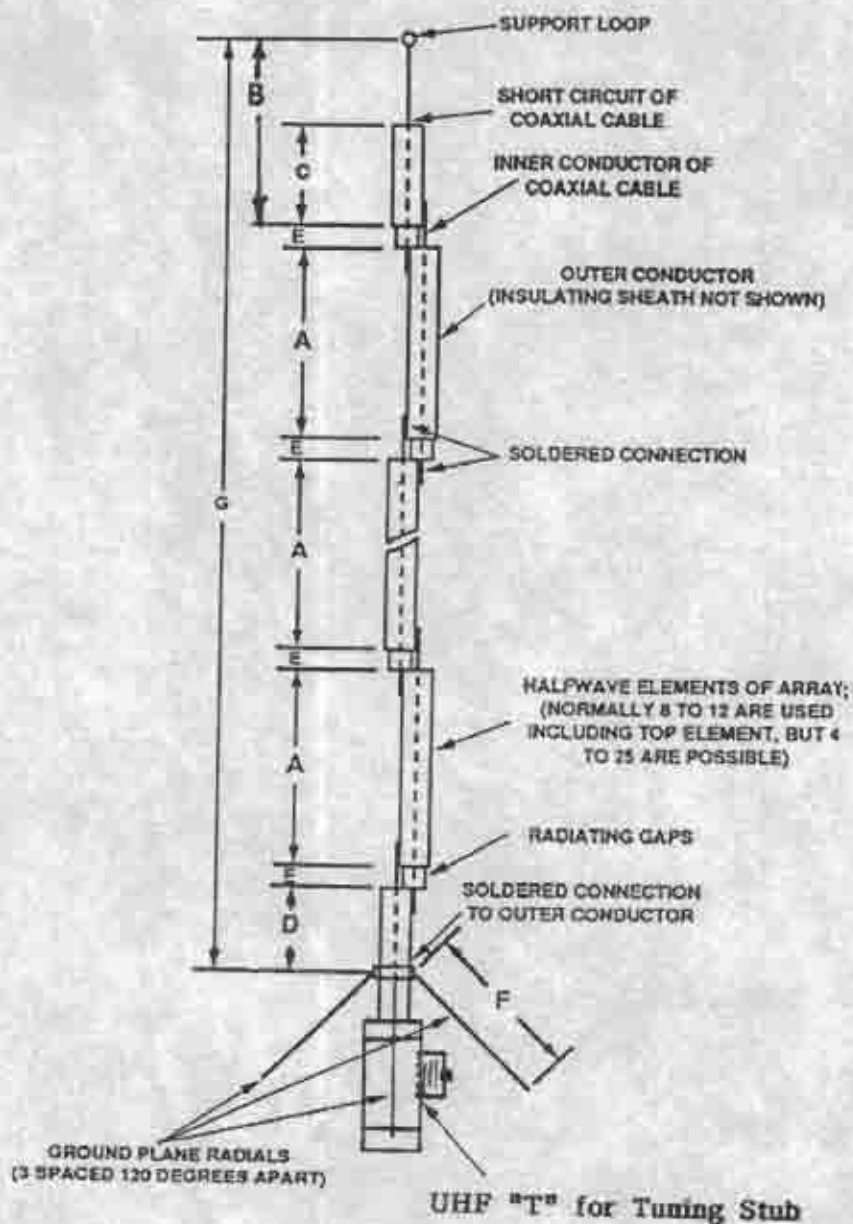 SUPPORT LOOP
B
SHORT CIRCUIT OF
COAXIAL CABLE
C
INNER CONDUCTOR OF
COAXIAL CABLE
E
OUTER CONDUCTOR
(INSULATING SHEATH NOT SHOWN)
A
E
SOLDERED CONNECTION
G
A
E
HALFWAVE ELEMENTS OF ARRAY;
(NORMALLY 8 TO 12 ARE USED
INCLUDING TOP ELEMENT, BUT 4
TO 25 ARE POSSIBLE)
A
RADIATING GAPS
E
SOLDERED CONNECTION
TO OUTER CONDUCTOR
D
F
GROUND PLANE RADIALS
(3 SPACED 120 DEGREES APART)
UHF "T" for Tuning Stub